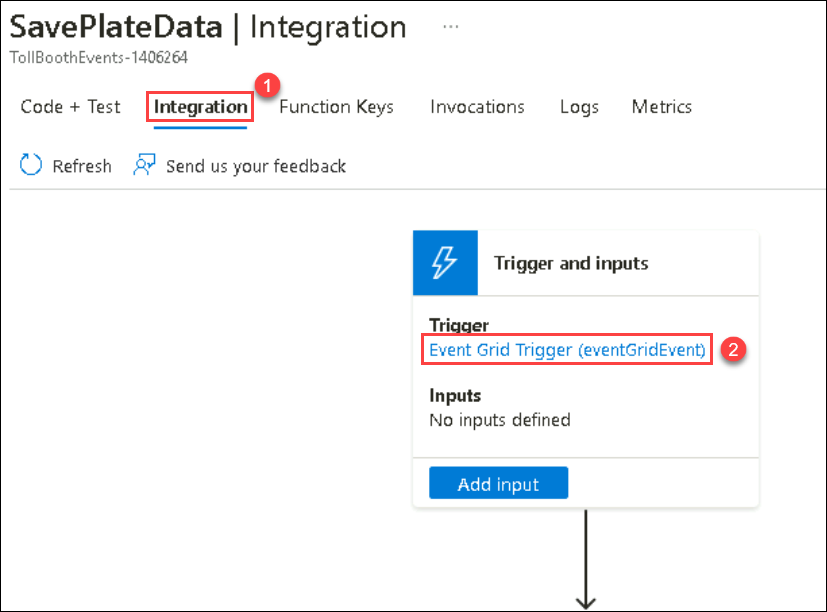 SavePlateData | Integration ...
TollBoothEvents-1406264
1
Code + Test Integration Function Keys Invocations Logs Metrics
Refresh Send us your feedback
Trigger and inputs
Trigger
Event Grid Trigger (eventGridEvent) 2
Inputs
No inputs defined
Add input